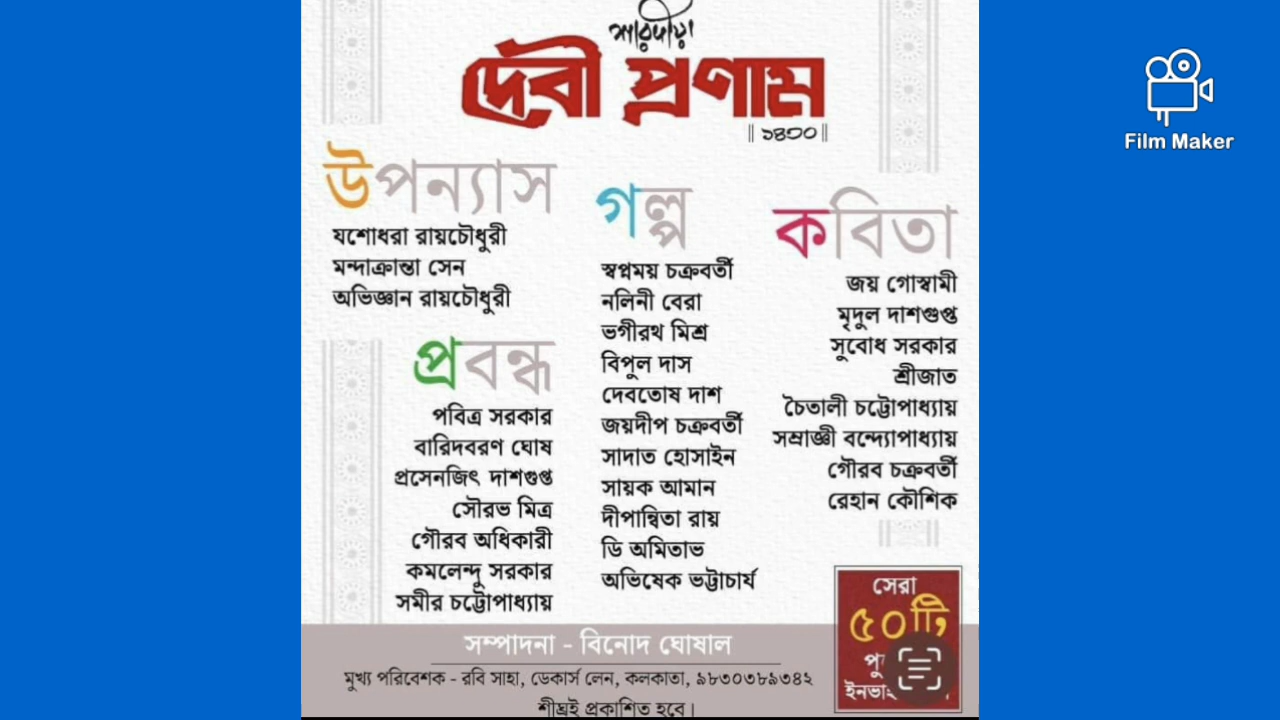 শারদীয়া
দেবী প্রণাম
॥ ১৪৩০ ॥
উপন্যাস
যশোধরা রায়চৌধুরী
মন্দাক্রান্তা সেন
অভিজ্ঞান রায়চৌধুরী
প্রবন্ধ
পবিত্র সরকার
বারিদবরণ ঘোষ
প্রসেনজিৎ দাশগুপ্ত
সৌরভ মিত্র
গৌরব অধিকারী
কমলেন্দু সরকার
সমীর চট্টোপাধ্যায়
গল্প
স্বপ্নময় চক্রবর্তী
নলিনী বেরা
ভগীরথ মিশ্র
বিপুল দাস
দেবতোষ দাশ
জয়দীপ চক্রবর্তী
সাদাত হোসাইন
সায়ক আমান
দীপান্বিতা রায়
ডি অমিতাভ
অভিষেক ভট্টাচার্য
কবিতা
জয় গোস্বামী
মৃদুল দাশগুপ্ত
সুবোধ সরকার
শ্রীজাত
চৈতালী চট্টোপাধ্যায়
সম্রাজ্ঞী বন্দ্যোপাধ্যায়
গৌরব চক্রবর্তী
রেহান কৌশিক
সেরা
৫০টি
সম্পাদনা - বিনোদ ঘোষাল
মুখ্য পরিবেশক - রবি সাহা, ডেকার্স লেন, কলকাতা, ৯৮৩০৩৮৯৩৪২
শীঘ্রই প্রকাশিত হবে।
Film Maker